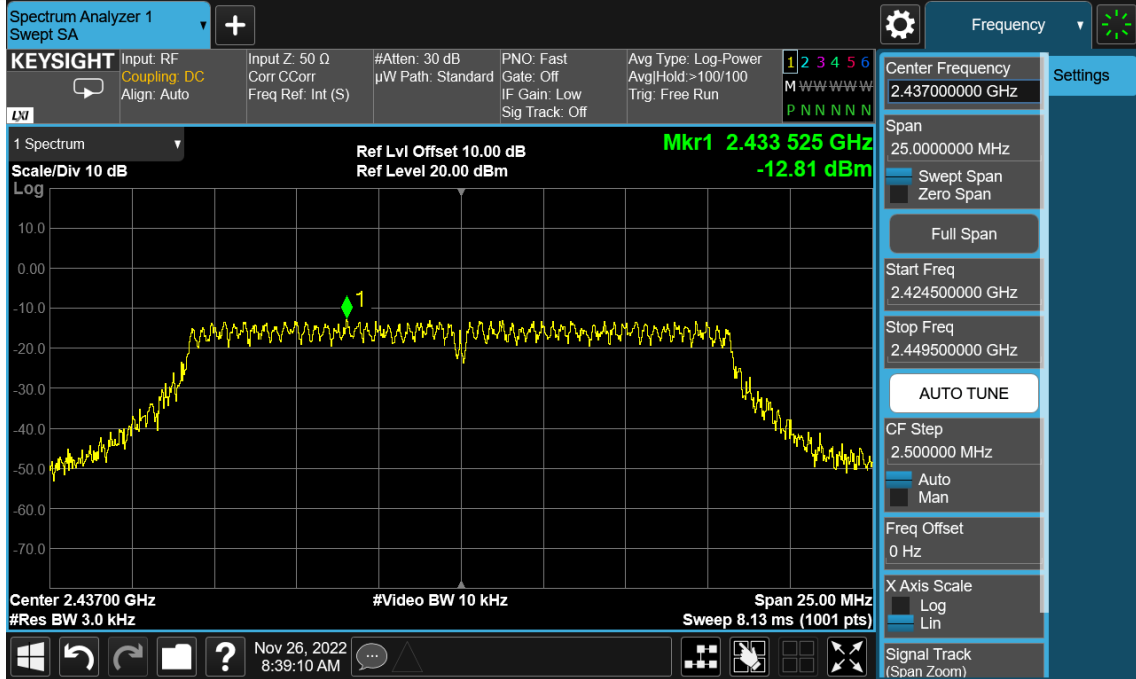 Spectrum Analyzer 1
Swept SA
Frequency
KEYSIGHT
LXI
Input: RF
Coupling: DC
Align: Auto
Input Z: 50 Ω
Corr CCorr
Freq Ref: Int (S)
#Atten: 30 dB
µW Path: Standard
PNO: Fast
Gate: Off
IF Gain: Low
Sig Track: Off
Avg Type: Log-Power
Avg|Hold:>100/100
Trig: Free Run
1 2 3 4 5 6
M W W W W W
P N N N N N
1 Spectrum
Scale/Div 10 dB
Log
Ref Lvl Offset 10.00 dB
Ref Level 20.00 dBm
Mkr1 2.433 525 GHz
-12.81 dBm
10.0
0.00
-10.0
-20.0
-30.0
-40.0
-50.0
-60.0
-70.0
1
Center 2.43700 GHz
#Res BW 3.0 kHz
#Video BW 10 kHz
Span 25.00 MHz
Sweep 8.13 ms (1001 pts)
Center Frequency
2.437000000 GHz
Settings
Span
25.0000000 MHz
Swept Span
Zero Span
Full Span
Start Freq
2.424500000 GHz
Stop Freq
2.449500000 GHz
AUTO TUNE
CF Step
2.500000 MHz
Auto
Man
Freq Offset
0 Hz
X Axis Scale
Log
Lin
Signal Track
(Span Zoom)
?
Nov 26, 2022
8:39:10 AM